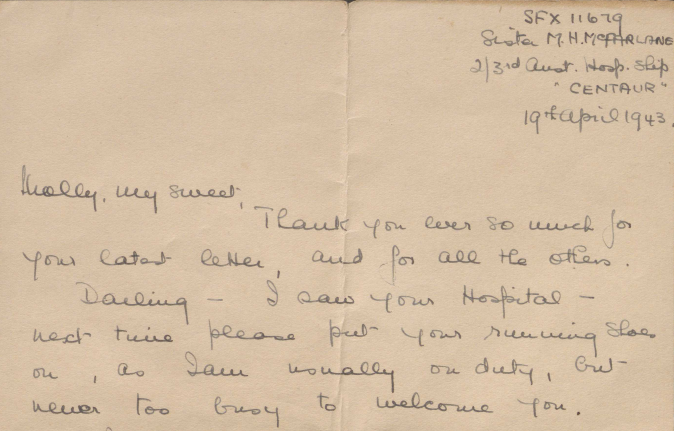 SFX 11679
Sister M.H. McFARLANE
2/3rd Aust. Hosp. Ship
"CENTAUR"
19th April 1943.
Molly, my sweet,
Thank you ever so much for
your latest letter, and for all the others.
Darling – I saw your Hospital –
next time please put your running shoes
on, as I am usually on duty, but
never too busy to welcome you.